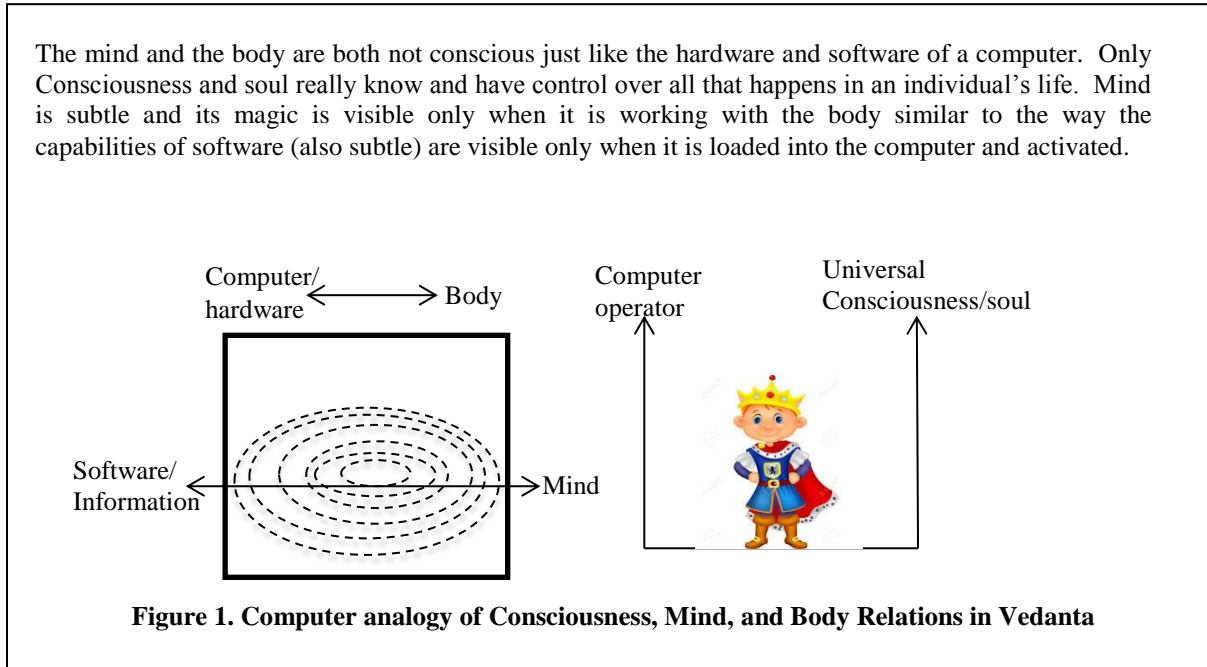 The mind and the body are both not conscious just like the hardware and software of a computer.  Only
Consciousness and soul really know and have control over all that happens in an individual’s life.  Mind
is subtle and its magic is visible only when it is working with the body similar to the way the
capabilities of software (also subtle) are visible only when it is loaded into the computer and activated.
Computer/
hardware
Body
Computer
operator
Universal
Consciousness/soul
Software/
Information
Mind
Figure 1. Computer analogy of Consciousness, Mind, and Body Relations in Vedanta